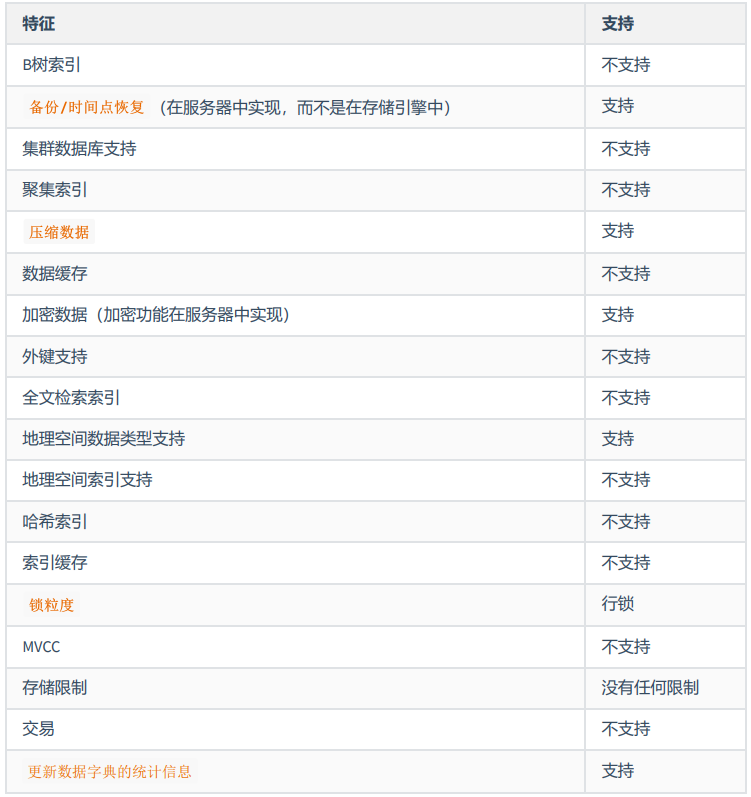 特征 支持
B树索引 不支持
备份/时间点恢复 （在服务器中实现，而不是在存储引擎中） 支持
集群数据库支持 不支持
聚集索引 不支持
压缩数据 支持
数据缓存 不支持
加密数据（加密功能在服务器中实现） 支持
外键支持 不支持
全文检索索引 不支持
地理空间数据类型支持 支持
地理空间索引支持 不支持
哈希索引 不支持
索引缓存 不支持
锁粒度 行锁
MVCC 不支持
存储限制 没有任何限制
交易 不支持
更新数据字典的统计信息 支持